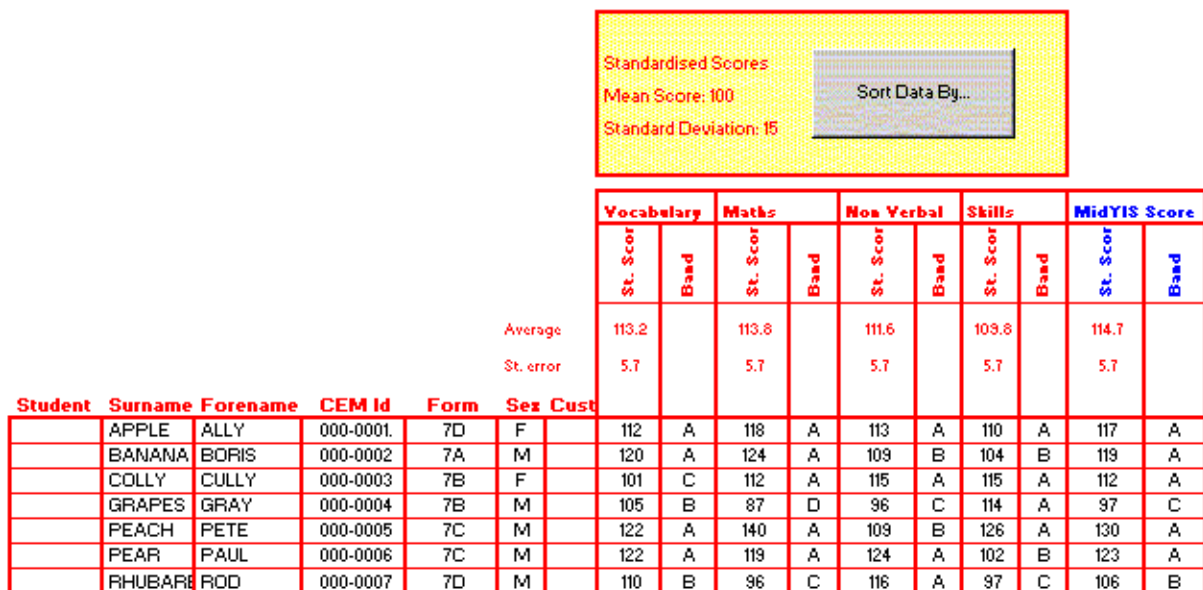 Standardised Scores
Sort Data By...
Mean Score: 100
Standard Deviation: 15
Vocabulary Maths Non Verbal Skills MidYIS Score
St. Scor Band St. Scor Band St. Scor Band St. Scor Band St. Scor Band
Average 113.2 113.8 111.6 109.8 114.7
St. error 5.7 5.7 5.7 5.7 5.7
Student Surname Forename CEM Id Form Sex Cust
APPLE ALLY 000-0001. 7D F 112 A 118 A 113 A 110 A 117 A
BANANA BORIS 000-0002 7A M 120 A 124 A 109 B 104 B 119 A
COLLY CULLY 000-0003 7B F 101 C 112 A 115 A 115 A 112 A
GRAPES GRAY 000-0004 7B M 105 B 87 D 96 C 114 A 97 C
PEACH PETE 000-0005 7C M 122 A 140 A 109 B 126 A 130 A
PEAR PAUL 000-0006 7C M 122 A 119 A 124 A 102 B 123 A
RHUBARB ROD 000-0007 7D M 110 B 96 C 116 A 97 C 106 B